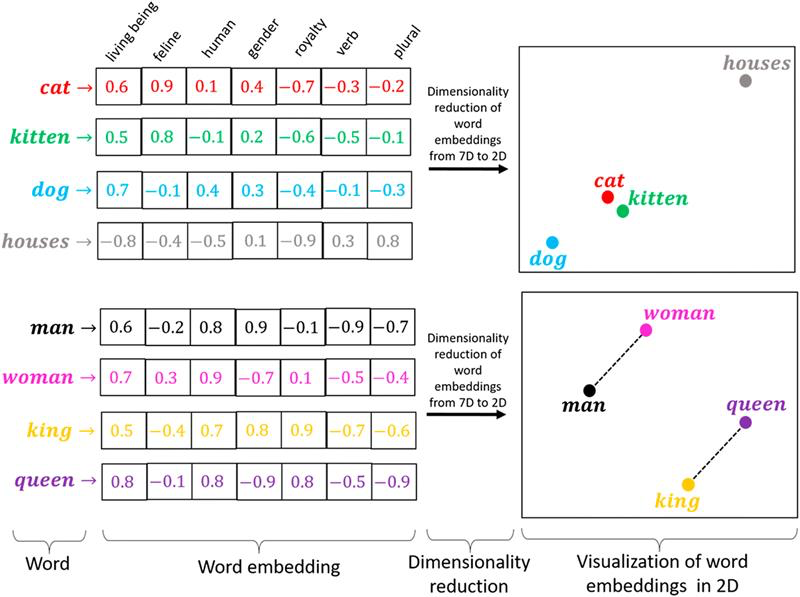 living being feline human gender royalty verb plural
cat → 0.6 0.9 0.1 0.4 −0.7 −0.3 −0.2
kitten → 0.5 0.8 −0.1 0.2 −0.6 −0.5 −0.1
dog → 0.7 −0.1 0.4 0.3 −0.4 −0.1 −0.3
houses → −0.8 −0.4 −0.5 0.1 −0.9 0.3 0.8
Dimensionality
reduction of
word
embeddings
from 7D to 2D
houses
cat
kitten
dog
man → 0.6 −0.2 0.8 0.9 −0.1 −0.9 −0.7
woman → 0.7 0.3 0.9 −0.7 0.1 −0.5 −0.4
king → 0.5 −0.4 0.7 0.8 0.9 −0.7 −0.6
queen → 0.8 −0.1 0.8 −0.9 0.8 −0.5 −0.9
Dimensionality
reduction of
word
embeddings
from 7D to 2D
woman
man
queen
king
Word
Word embedding
Dimensionality
reduction
Visualization of word
embeddings in 2D